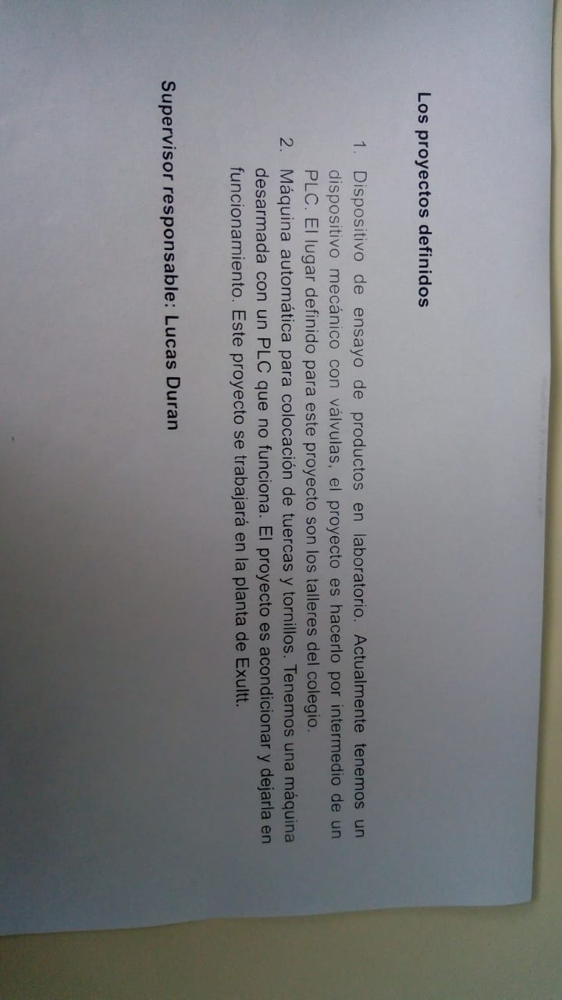 Los proyectos definidos
1. Dispositivo de ensayo de productos en laboratorio. Actualmente tenemos un
dispositivo mecánico con válvulas, el proyecto es hacerlo por intermedio de un
PLC. El lugar definido para este proyecto son los talleres del colegio.
2. Máquina automática para colocación de tuercas y tornillos. Tenemos una máquina
desarmada con un PLC que no funciona. El proyecto es acondicionar y dejarla en
funcionamiento. Este proyecto se trabajará en la planta de Exultt.
Supervisor responsable: Lucas Duran